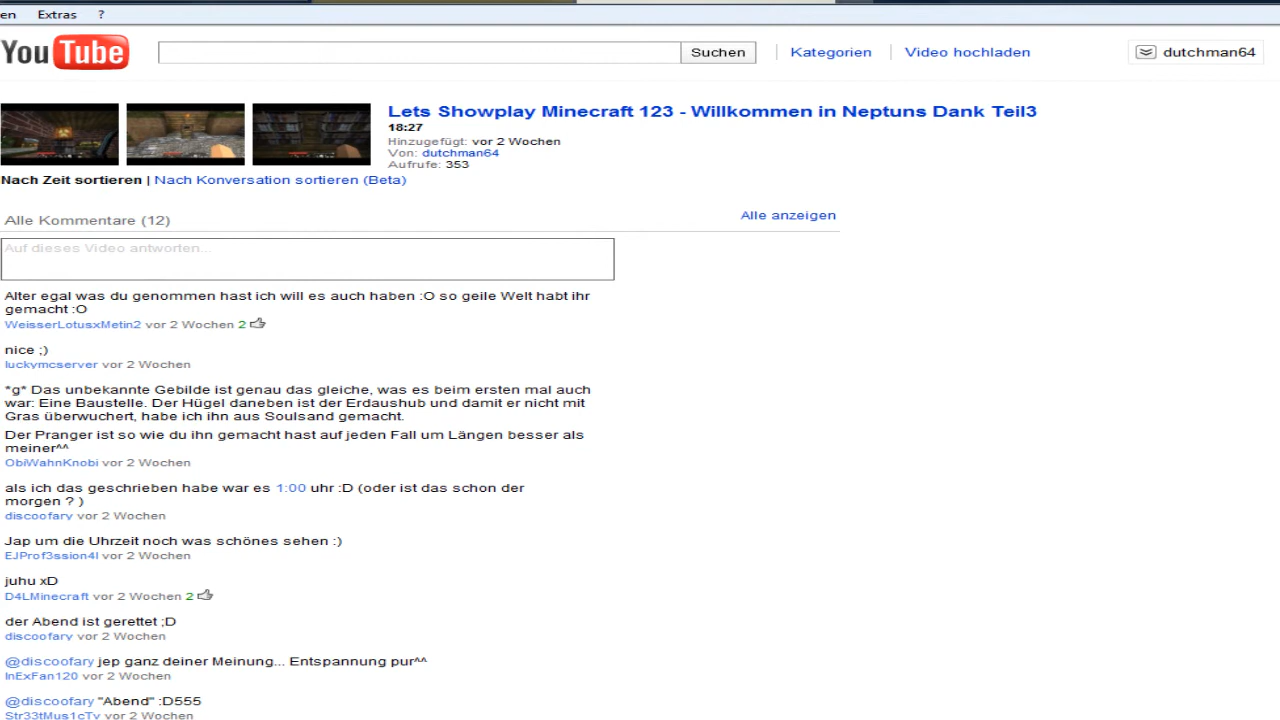 en Extras ?
YouTube Suchen Kategorien Video hochladen dutchman64
Lets Showplay Minecraft 123 - Willkommen in Neptuns Dank Teil3
18:27
Hinzugefügt: vor 2 Wochen
Von: dutchman64
Aufrufe: 353
Nach Zeit sortieren | Nach Konversation sortieren (Beta)
Alle Kommentare (12) Alle anzeigen
Auf dieses Video antworten...
Alter egal was du genommen hast ich will es auch haben :O so geile Welt habt ihr
gemacht :O
WeisserLotusxMetin2 vor 2 Wochen 2
nice ;)
luckymcserver vor 2 Wochen
*g* Das unbekannte Gebilde ist genau das gleiche, was es beim ersten mal auch
war: Eine Baustelle. Der Hügel daneben ist der Erdaushub und damit er nicht mit
Gras überwuchert, habe ich ihn aus Soulsand gemacht.
Der Pranger ist so wie du ihn gemacht hast auf jeden Fall um Längen besser als
meiner^^
ObiWahnKnobi vor 2 Wochen
als ich das geschrieben habe war es 1:00 uhr :D (oder ist das schon der
morgen ? )
discoofary vor 2 Wochen
Jap um die Uhrzeit noch was schönes sehen :)
EJProf3ssion4l vor 2 Wochen
juhu xD
D4LMinecraft vor 2 Wochen 2
der Abend ist gerettet ;D
discoofary vor 2 Wochen
@discoofary jep ganz deiner Meinung... Entspannung pur^^
InExFan120 vor 2 Wochen
@discoofary "Abend" :D555
Str33tMus1cTv vor 2 Wochen